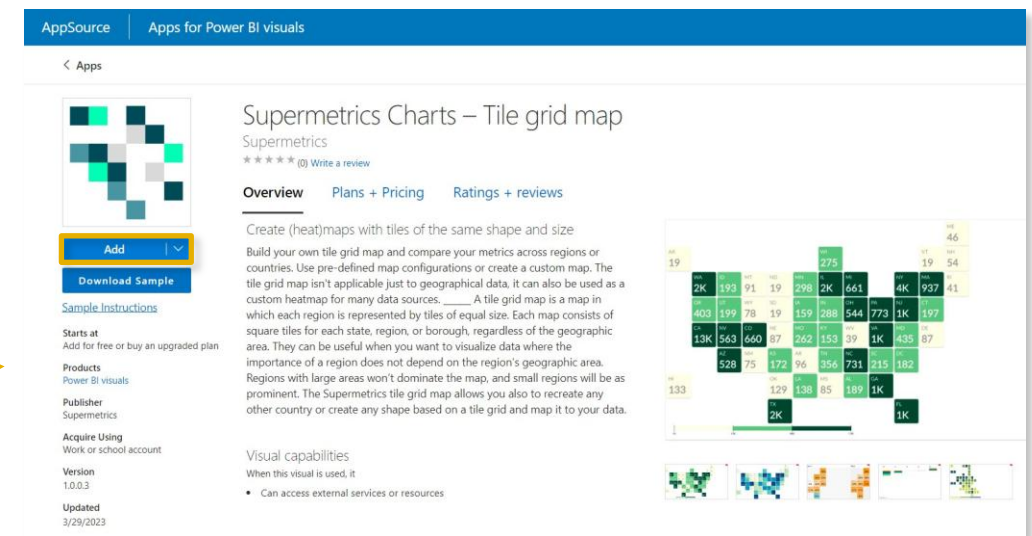 AppSource
Apps for Power BI visuals
< Apps
Supermetrics Charts – Tile grid map
Supermetrics
(0) Write a review
Overview
Plans + Pricing
Ratings + reviews
Add
Download Sample
Sample Instructions
Starts at
Add for free or buy an upgraded plan
Products
Power BI visuals
Publisher
Supermetrics
Acquire Using
Work or school account
Version
1.0.0.3
Updated
3/29/2023
Create (heat)maps with tiles of the same shape and size
Build your own tile grid map and compare your metrics across regions or
countries. Use pre-defined map configurations or create a custom map. The
tile grid map isn't applicable just to geographical data, it can also be used as a
custom heatmap for many data sources. _____ A tile grid map is a map in
which each region is represented by tiles of equal size. Each map consists of
square tiles for each state, region, or borough, regardless of the geographic
area. They can be useful when you want to visualize data where the
importance of a region does not depend on the region's geographic area.
Regions with large areas won't dominate the map, and small regions will be as
prominent. The Supermetrics tile grid map allows you also to recreate any
other country or create any shape based on a tile grid and map it to your data.
Visual capabilities
When this visual is used, it
• Can access external services or resources
46
19 275 19 54
2K 193 91 19 298 2K 661 4K 937 41
403 199 78 19 159 288 544 773 1K 197
13K 563 660 87 262 153 39 1K 435 87
528 75 172 96 356 731 215 182
133 129 138 85 189 1K
2K 1K